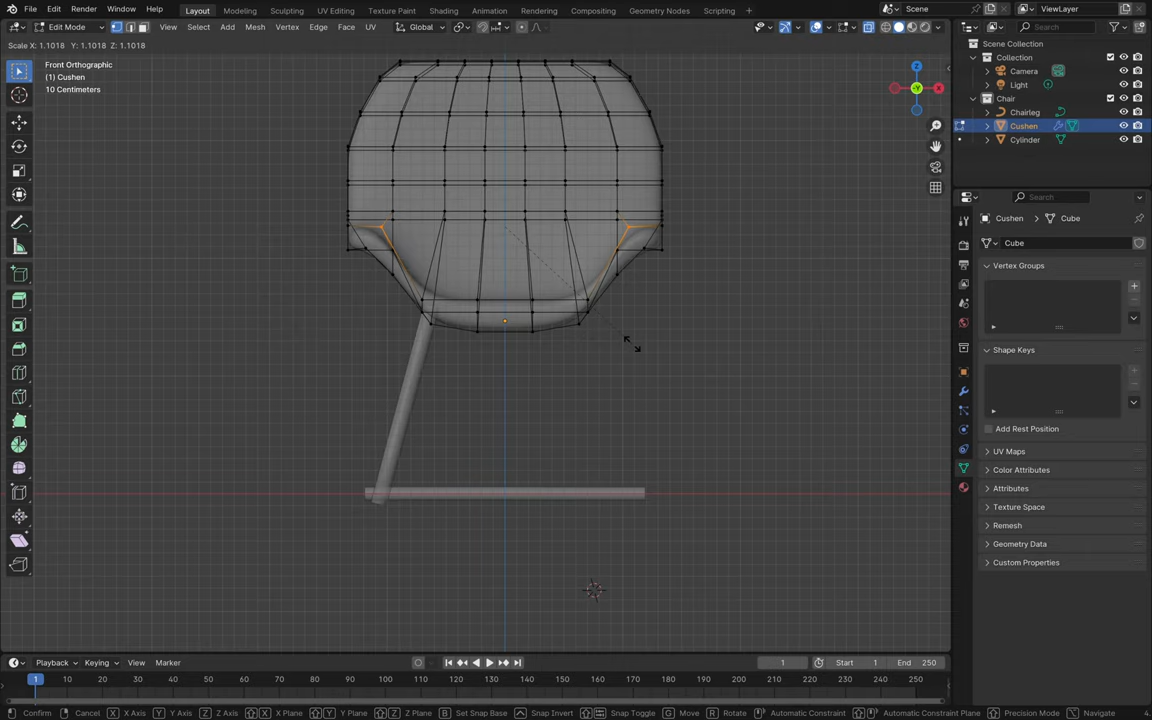 File Edit Render Window Help Layout Modeling Sculpting UV Editing Texture Paint Shading Animation Rendering Compositing Geometry Nodes Scripting Scene ViewLayer
Edit Mode View Select Add Mesh Vertex Edge Face UV Global
Scale X: 1.1018 Y: 1.1018 Z: 1.1018
Front Orthographic
(1) Cushen
10 Centimeters
Z
X
-Y
Search
Scene Collection
Collection
Camera
Light
Chair
Chairleg
Cushen
Cylinder
Search
Cushen Cube
Cube
Vertex Groups
Shape Keys
Add Rest Position
UV Maps
Color Attributes
Attributes
Texture Space
Remesh
Geometry Data
Custom Properties
Playback Keying View Marker 1 Start 1 End 250
1 10 20 30 40 50 60 70 80 90 100 110 120 130 140 150 160 170 180 190 200 210 220 230 240 250
Confirm Cancel X X Axis Y Y Axis Z Z Axis X X Plane Y Y Plane Z Z Plane B Set Snap Base Snap Invert Snap Toggle G Move R Rotate Automatic Constraint Automatic Constraint Plane Precision Mode Navigate